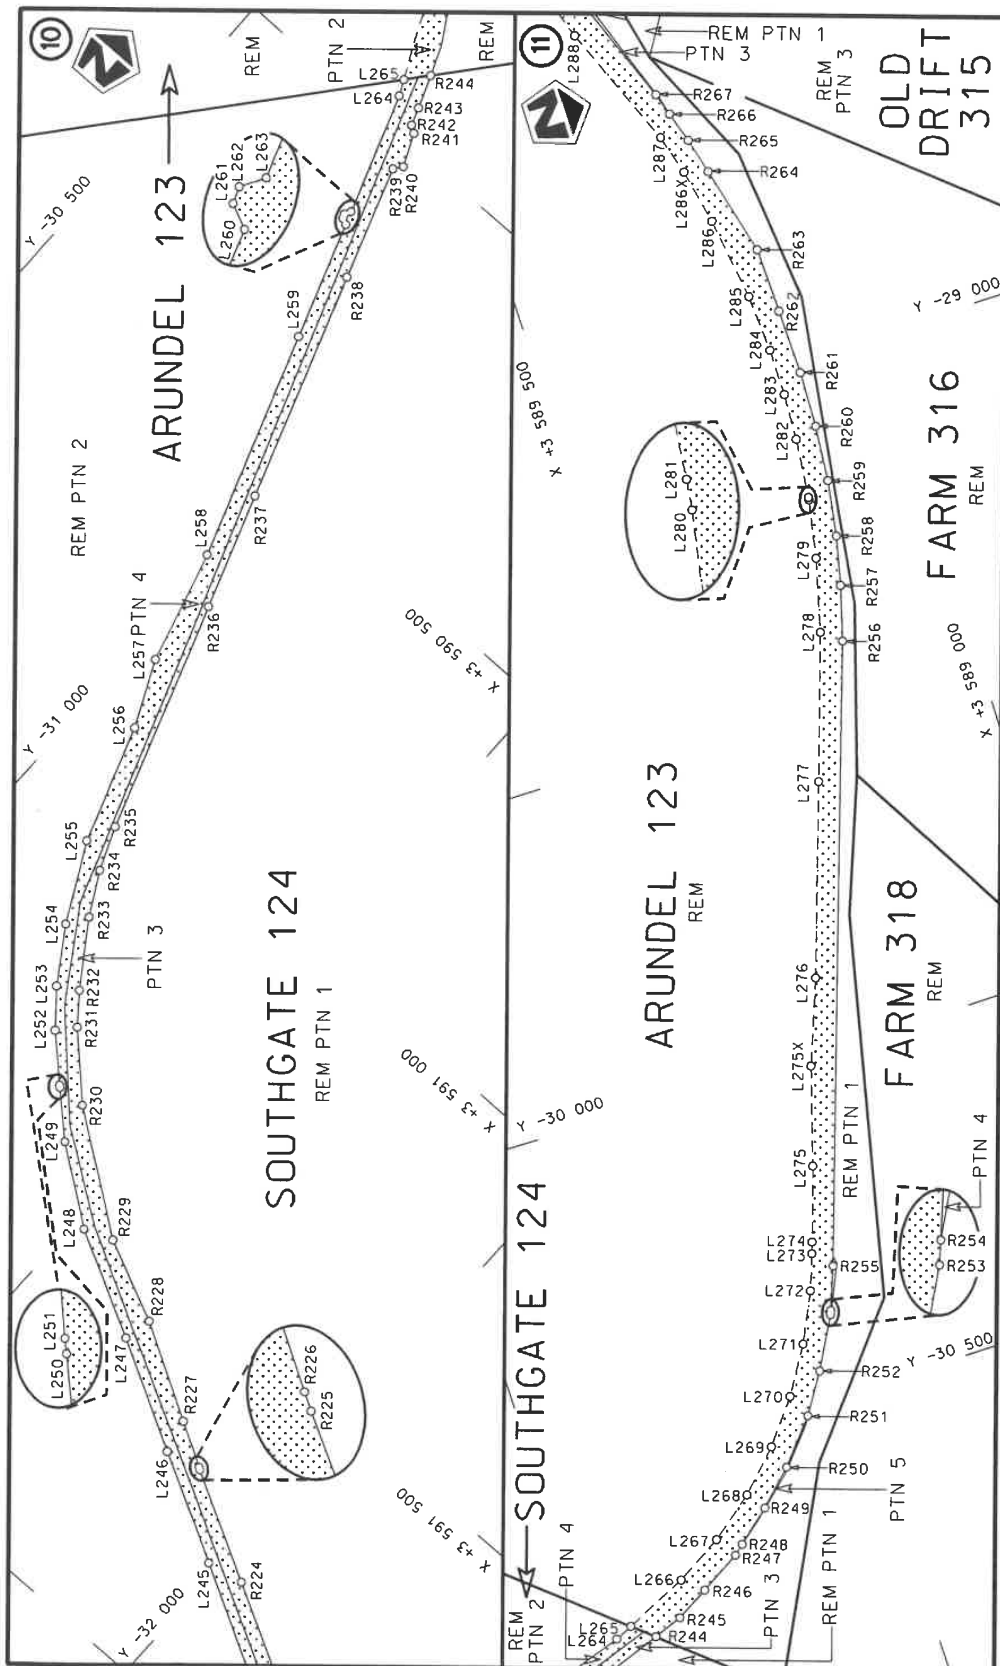 10
PTN 2
REM
REM
L265
L264
R244
R243
R242
R241
R240
R239
L263
L262
L261
L260
Y -30 500
ARUNDEL 123
L259
R238
REM PTN 2
R237
L258
PTN 4
R236
L257
L256
X +3 590 500
Y -31 000
R235
L255
R234
R233
L254
PTN 3
L253
R232
L252
R231
SOUTHGATE 124
REM PTN 1
R230
L249
X +3 591 000
L248
R229
R228
L251
L250
L247
R227
R226
R225
L246
X +3 591 500
L245
R224
Y -32 000
11
L288
REM PTN 1
PTN 3
REM
PTN 3
OLD
DRIFT
315
R267
R266
L287
R265
L286X
R264
L286
R263
L285
R262
Y -29 000
L284
X +3 589 500
L283
R261
L282
R260
FARM 316
REM
L281
L280
R259
R258
L279
R257
L278
R256
X +3 589 000
L277
ARUNDEL 123
REM
L276
FARM 318
REM
L275X
Y -30 000
REM PTN 1
L275
PTN 4
L274
L273
R255
R254
R253
L272
L271
R252
Y -30 500
L270
R251
SOUTHGATE 124
L269
R250
PTN 5
L268
R249
L267
R248
R247
PTN 4
L266
R246
PTN 3
REM PTN 1
R245
L265
L264
R244
REM
PTN 2